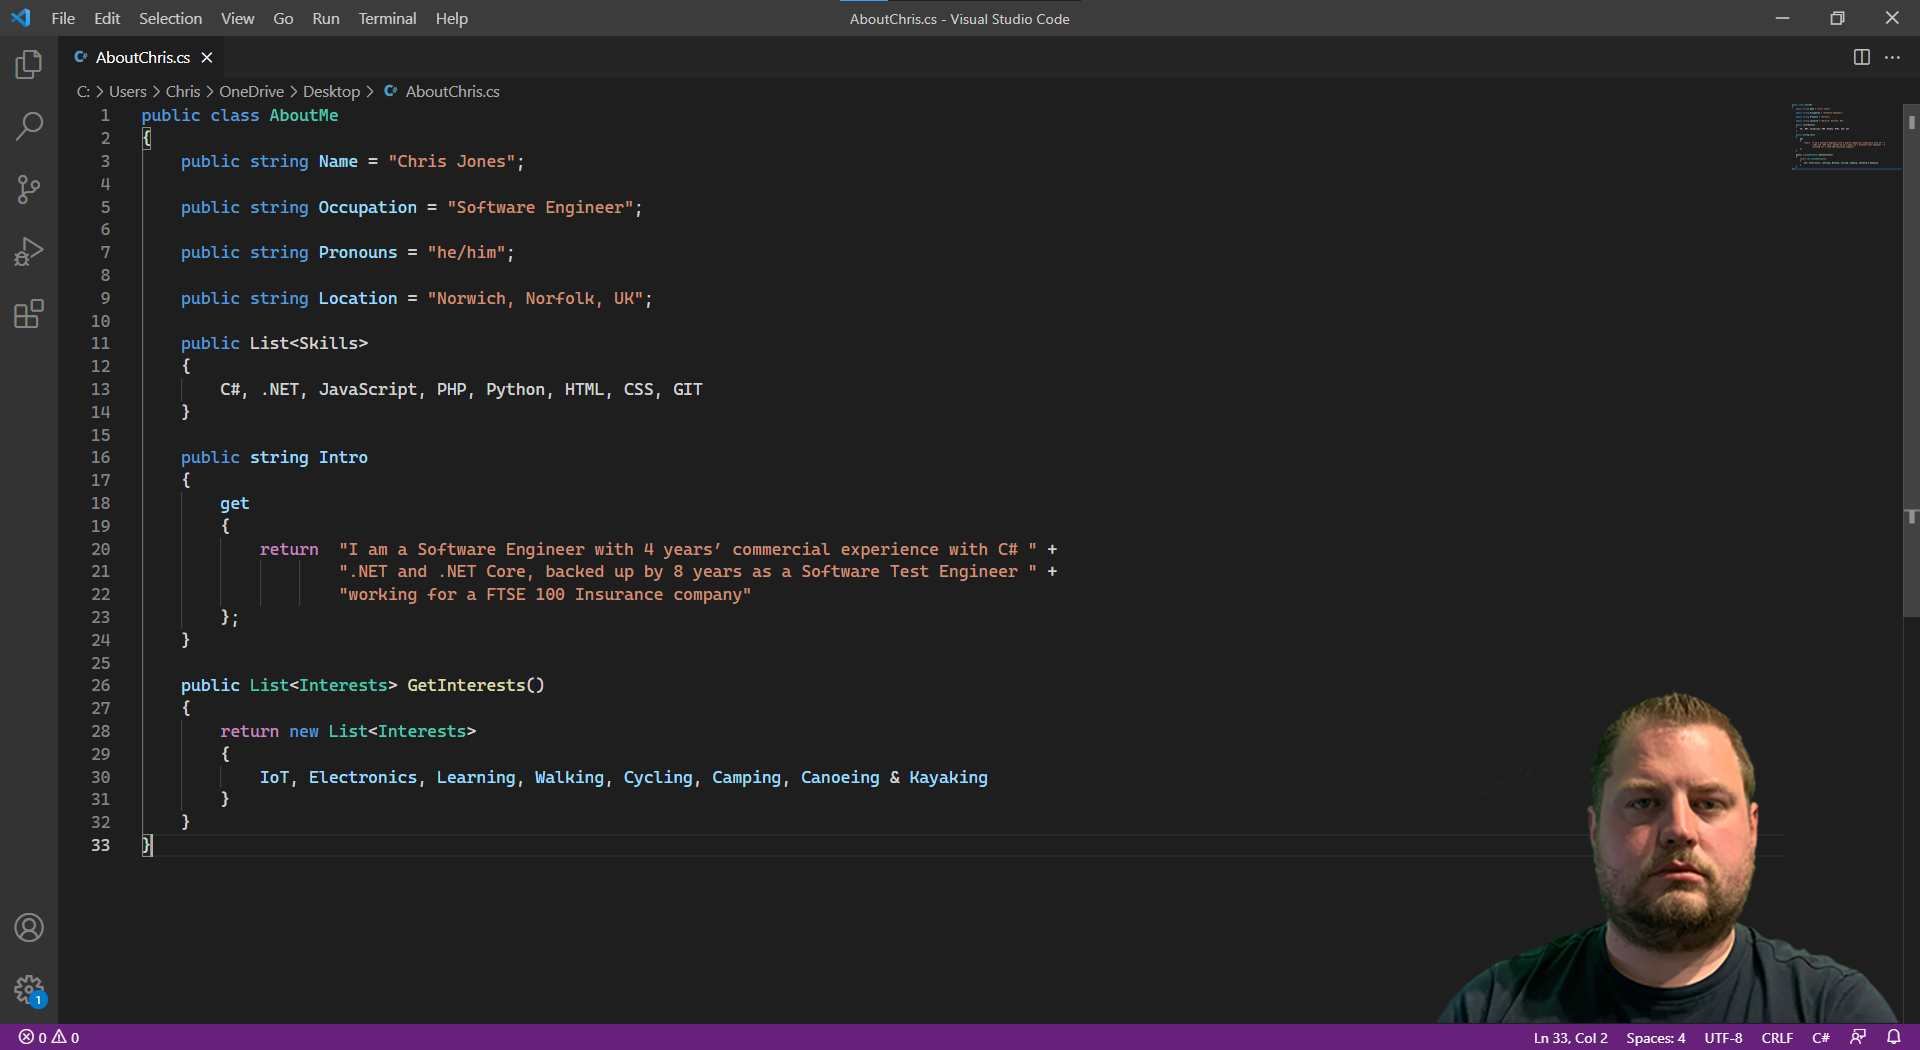 File Edit Selection View Go Run Terminal Help
AboutChris.cs - Visual Studio Code
AboutChris.cs
C: > Users > Chris > OneDrive > Desktop > AboutChris.cs
1 public class AboutMe
2 {
3 public string Name = "Chris Jones";
4
5 public string Occupation = "Software Engineer";
6
7 public string Pronouns = "he/him";
8
9 public string Location = "Norwich, Norfolk, UK";
10
11 public List<Skills>
12 {
13 C#, .NET, JavaScript, PHP, Python, HTML, CSS, GIT
14 }
15
16 public string Intro
17 {
18 get
19 {
20 return "I am a Software Engineer with 4 years’ commercial experience with C# " +
21 ".NET and .NET Core, backed up by 8 years as a Software Test Engineer " +
22 "working for a FTSE 100 Insurance company"
23 };
24 }
25
26 public List<Interests> GetInterests()
27 {
28 return new List<Interests>
29 {
30 IoT, Electronics, Learning, Walking, Cycling, Camping, Canoeing & Kayaking
31 }
32 }
33 }
1
0 0
Ln 33, Col 2 Spaces: 4 UTF-8 CRLF C#